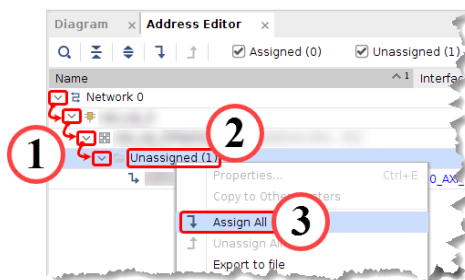 Diagram × Address Editor ×
Assigned (0) Unassigned (1)
Name ^ 1 Interfac
Network 0
1
2
Unassigned (1)
Properties... Ctrl+E
0_AX
Copy to Other Masters
Assign All 3
Unassign All
Export to file